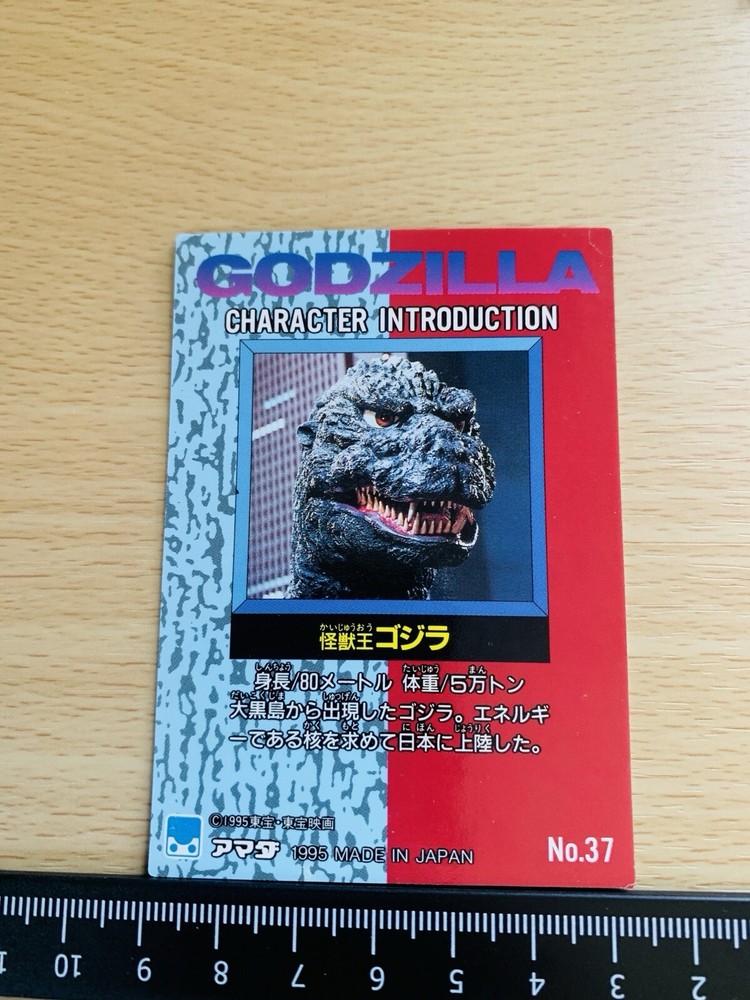 GODZILLA
CHARACTER INTRODUCTION
かいじゅうおう
怪獣王ゴジラ
しんちょう たいじゅう まん
身長/80メートル 体重/5万トン
だいこくじま しゅつげん
大黒島から出現したゴジラ。エネルギ
かく もと にほん じょうりく
ーである核を求めて日本に上陸した。
©1995東宝・東宝映画
アマダ 1995 MADE IN JAPAN
No.37
10 9 8 7 6 5 4 3 2